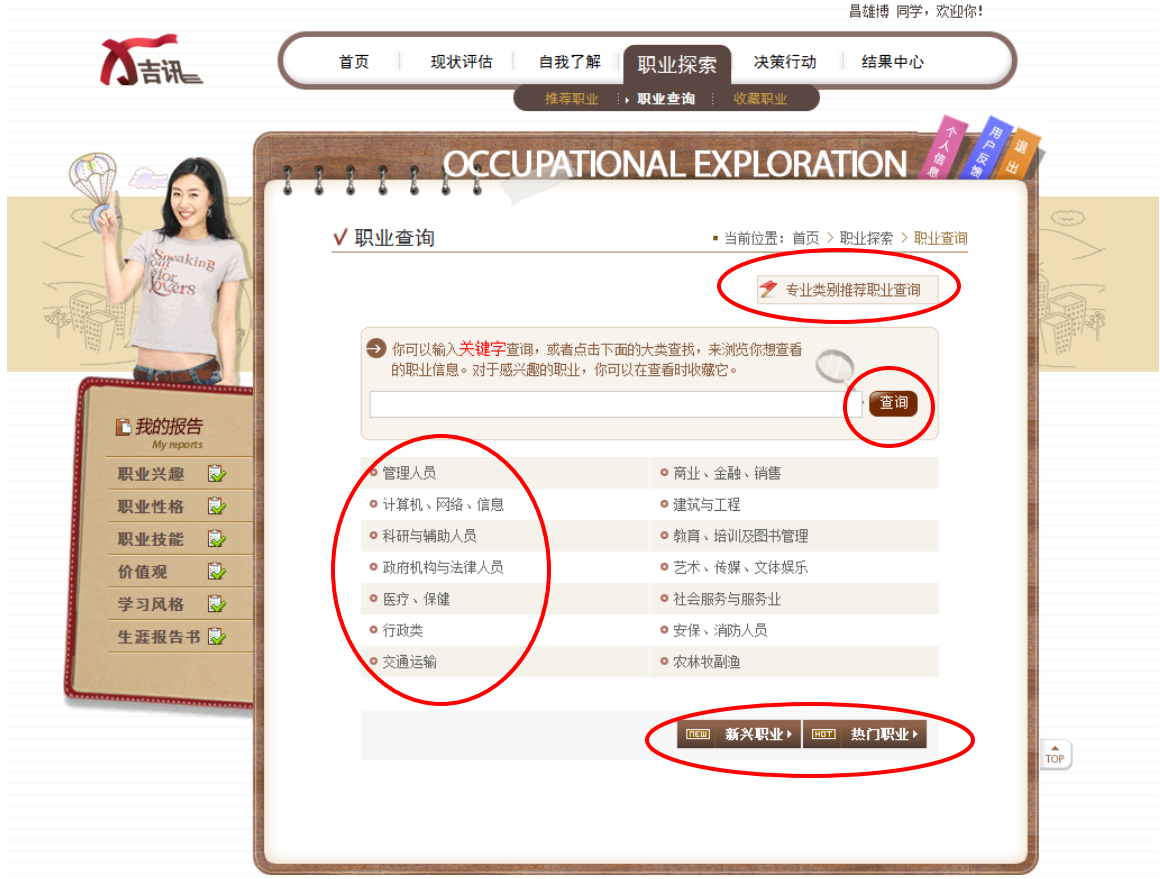 昌雄博 同学，欢迎你！
吉讯
首页 现状评估 自我了解 职业探索 决策行动 结果中心
推荐职业 职业查询 收藏职业
个人信息
用户反馈
退出
OCCUPATIONAL EXPLORATION
Speaking
for
lovers
职业查询
当前位置：首页 > 职业探索 > 职业查询
专业类别推荐职业查询
你可以输入关键字查询，或者点击下面的大类查找，来浏览你想查看
的职业信息。对于感兴趣的职业，你可以在查看时收藏它。
查询
我的报告
My reports
职业兴趣
职业性格
职业技能
价值观
学习风格
生涯报告书
管理人员 商业、金融、销售
计算机、网络、信息 建筑与工程
科研与辅助人员 教育、培训及图书管理
政府机构与法律人员 艺术、传媒、文体娱乐
医疗、保健 社会服务与服务业
行政类 安保、消防人员
交通运输 农林牧副渔
NEW 新兴职业 HOT 热门职业
TOP